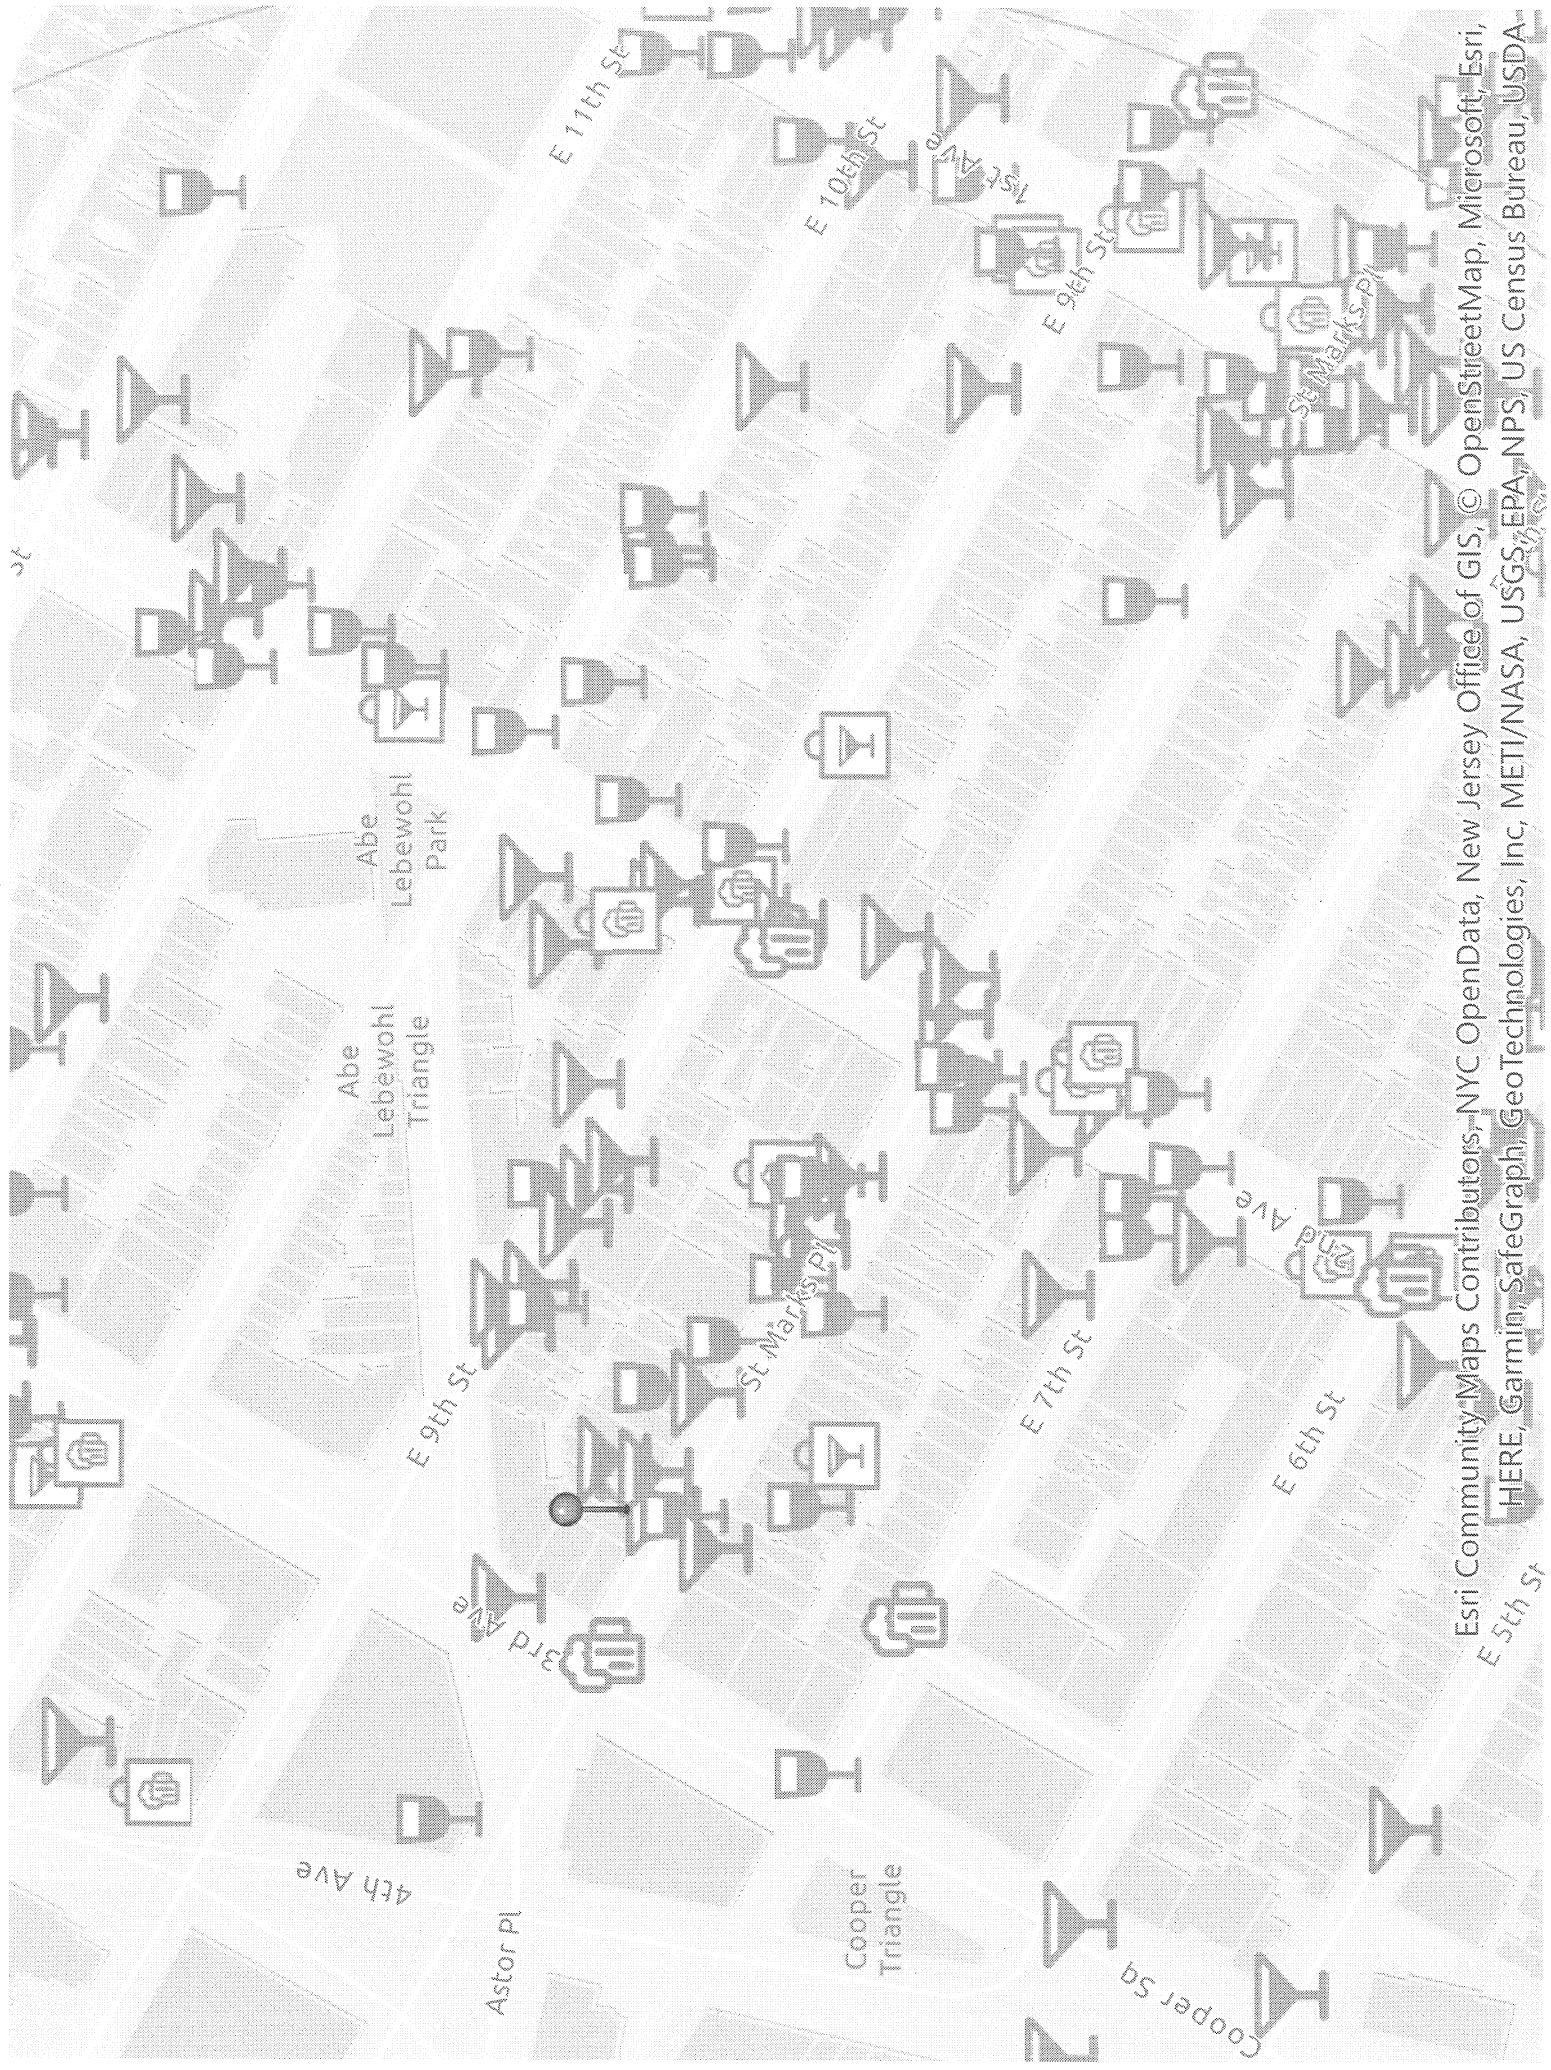 E 11th St
E 10th St
1st Ave
E 9th St
St Marks Pl
St
Abe
Lebewohl
Park
Abe
Lebewohl
Triangle
E 9th St
St Marks Pl
E 7th St
2nd Ave
E 6th St
3rd Ave
E 5th St
4th Ave
Astor Pl
Cooper
Triangle
Cooper Sq
Esri Community Maps Contributors, NYC OpenData, New Jersey Office of GIS, © OpenStreetMap, Microsoft, Esri,
HERE, Garmin, SafeGraph, GeoTechnologies, Inc, METI/NASA, USGS, EPA, NPS, US Census Bureau, USDA